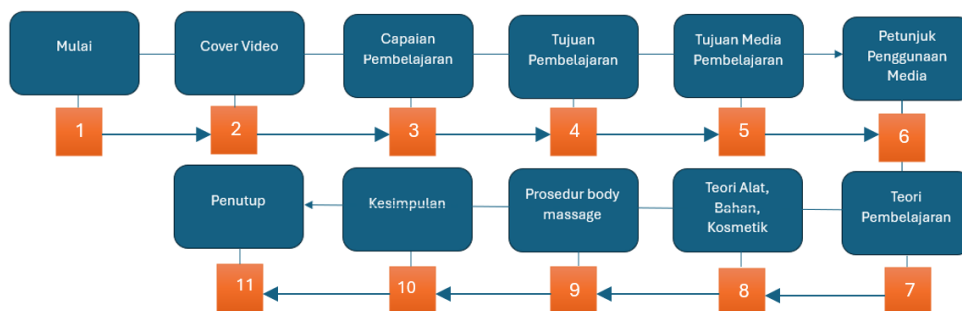 Mulai
Cover Video
Capaian
Pembelajaran
Tujuan
Pembelajaran
Tujuan Media
Pembelajaran
Petunjuk
Penggunaan
Media
1
2
3
4
5
6
Penutup
Kesimpulan
Prosedur body
massage
Teori Alat,
Bahan,
Kosmetik
Teori
Pembelajaran
11
10
9
8
7